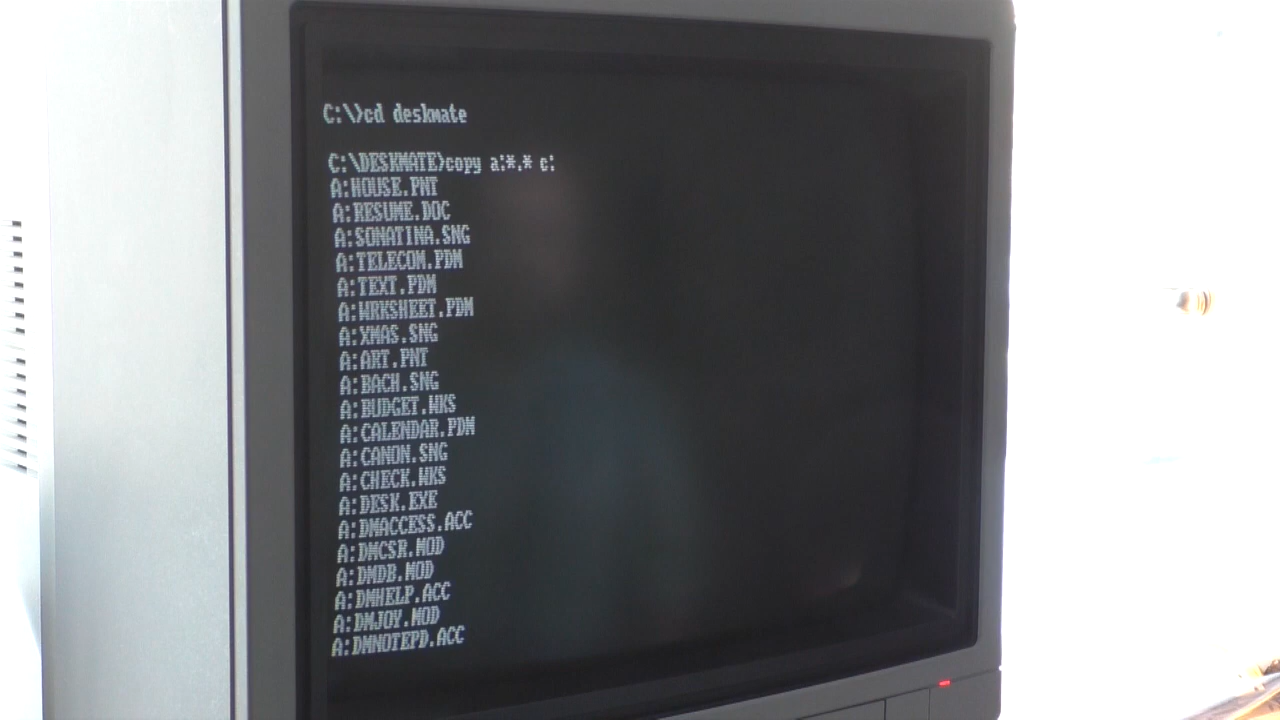 C:\>cd deskmate
C:\DESKMATE>copy a:*.* c:
A:HOUSE.PNT
A:RESUME.DOC
A:SONATINA.SNG
A:TELECOM.PDM
A:TEXT.PDM
A:WRKSHEET.PDM
A:XMAS.SNG
A:ART.PNT
A:BACH.SNG
A:BUDGET.WKS
A:CALENDAR.PDM
A:CANON.SNG
A:CHECK.WKS
A:DESK.EXE
A:DMACCESS.ACC
A:DMCSR.MOD
A:DMDB.MOD
A:DMHELP.ACC
A:DMJOY.MOD
A:DMNOTEPD.ACC